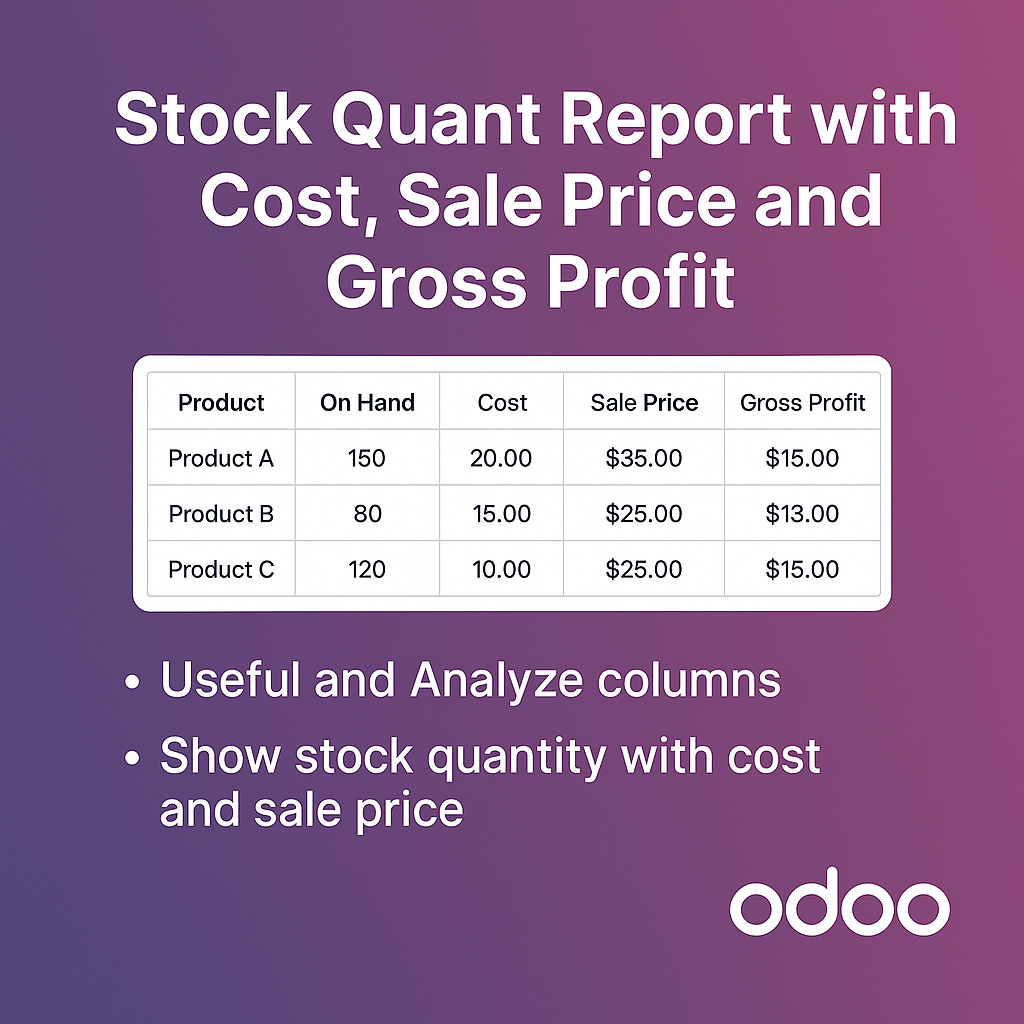 Stock Quant Report with
Cost, Sale Price and
Gross Profit
Product On Hand Cost Sale Price Gross Profit
Product A 150 20.00 $35.00 $15.00
Product B 80 15.00 $25.00 $13.00
Product C 120 10.00 $25.00 $15.00
• Useful and Analyze columns
• Show stock quantity with cost
and sale price
odoo